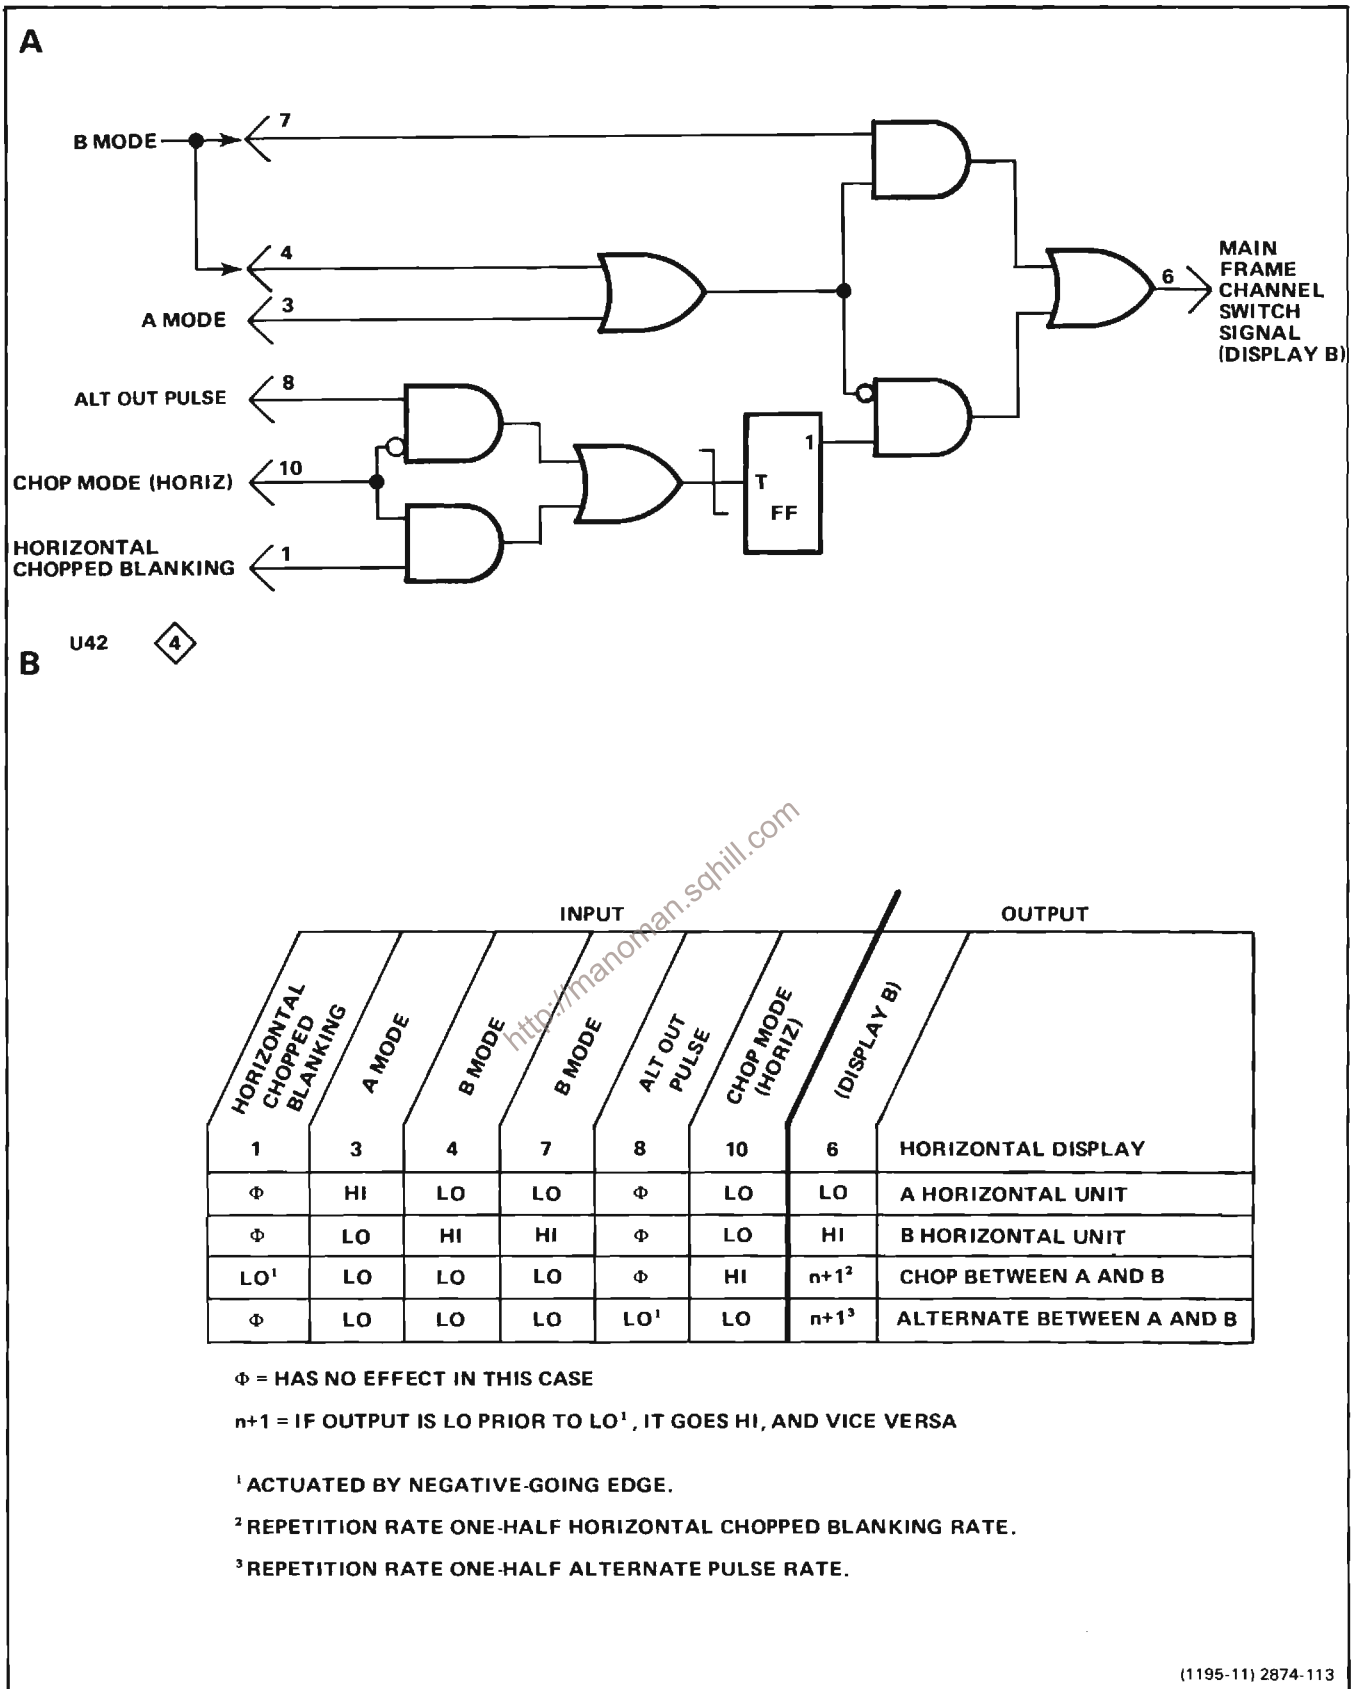 A
B MODE
7
4
A MODE
3
ALT OUT PULSE
8
CHOP MODE (HORIZ)
10
HORIZONTAL
CHOPPED BLANKING
1
T
1
FF
6
MAIN
FRAME
CHANNEL
SWITCH
SIGNAL
(DISPLAY B)
U42
4
B
http://manoman.sqhill.com
INPUT
OUTPUT
HORIZONTAL
CHOPPED
BLANKING
A MODE
B MODE
B MODE
ALT OUT
PULSE
CHOP MODE
(HORIZ)
(DISPLAY B)
1 3 4 7 8 10 6 HORIZONTAL DISPLAY
Φ HI LO LO Φ LO LO A HORIZONTAL UNIT
Φ LO HI HI Φ LO HI B HORIZONTAL UNIT
LO¹ LO LO LO Φ HI n+1² CHOP BETWEEN A AND B
Φ LO LO LO LO¹ LO n+1³ ALTERNATE BETWEEN A AND B
Φ = HAS NO EFFECT IN THIS CASE
n+1 = IF OUTPUT IS LO PRIOR TO LO¹, IT GOES HI, AND VICE VERSA
¹ ACTUATED BY NEGATIVE-GOING EDGE.
² REPETITION RATE ONE-HALF HORIZONTAL CHOPPED BLANKING RATE.
³ REPETITION RATE ONE-HALF ALTERNATE PULSE RATE.
(1195-11) 2874-113